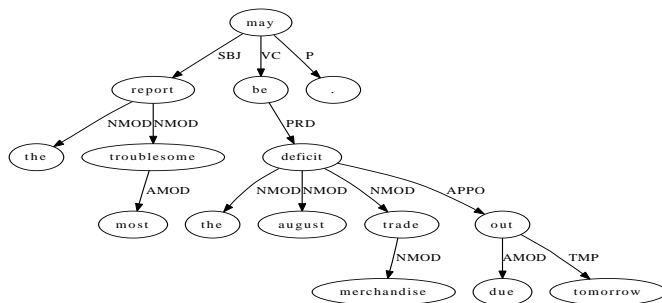 may
SBJ VC P
report be .
NMOD NMOD PRD
the troublesome deficit
AMOD NMOD NMOD NMOD APPO
most the august trade out
NMOD AMOD TMP
merchandise due tomorrow